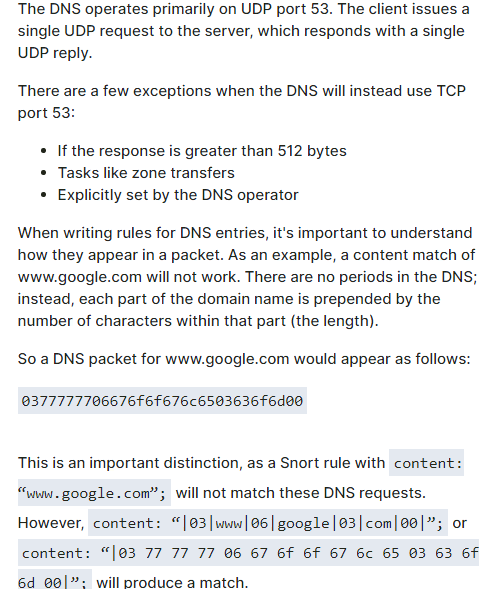 The DNS operates primarily on UDP port 53. The client issues a
single UDP request to the server, which responds with a single
UDP reply.
There are a few exceptions when the DNS will instead use TCP
port 53:
• If the response is greater than 512 bytes
• Tasks like zone transfers
• Explicitly set by the DNS operator
When writing rules for DNS entries, it's important to understand
how they appear in a packet. As an example, a content match of
www.google.com will not work. There are no periods in the DNS;
instead, each part of the domain name is prepended by the
number of characters within that part (the length).
So a DNS packet for www.google.com would appear as follows:
0377777706676f6f676c6503636f6d00
This is an important distinction, as a Snort rule with content:
“www.google.com”; will not match these DNS requests.
However, content: “|03|www|06|google|03|com|00|”; or
content: “|03 77 77 77 06 67 6f 6f 67 6c 65 03 63 6f
6d 00|”; will produce a match.